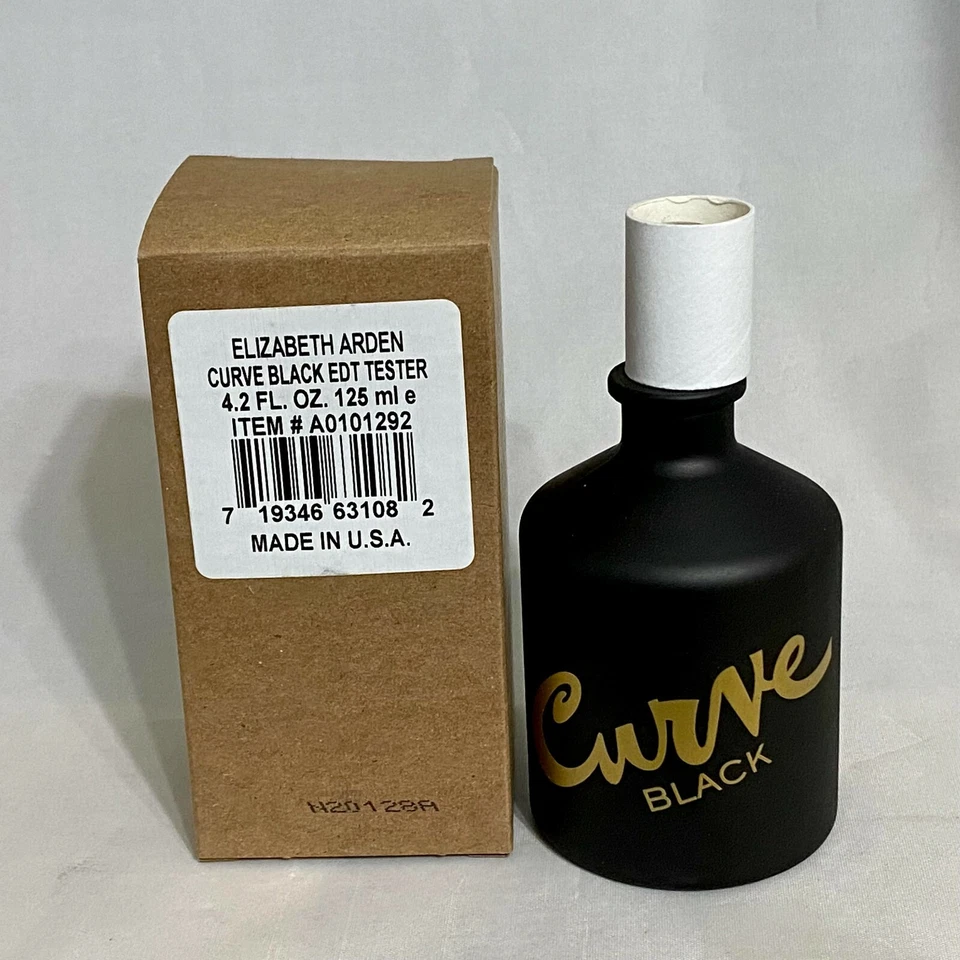 ELIZABETH ARDEN
CURVE BLACK EDT TESTER
4.2 FL. OZ. 125 ml e
ITEM # A0101292
7 19346 63108 2
MADE IN U.S.A.
N20128A
Curve
BLACK